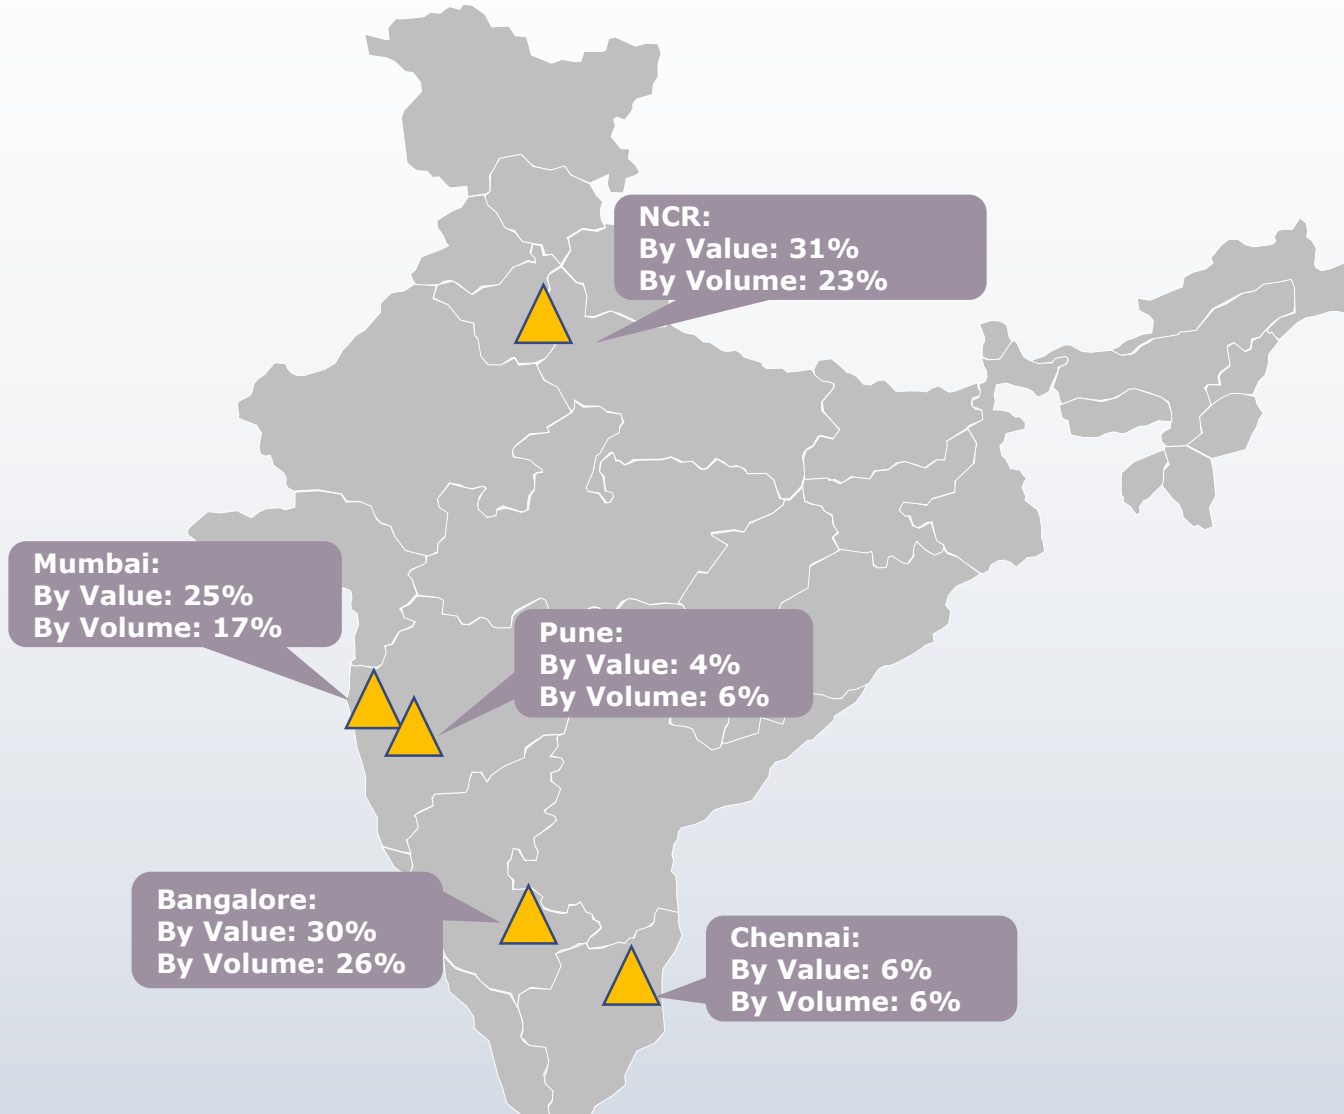 NCR:
By Value: 31%
By Volume: 23%
Mumbai:
By Value: 25%
By Volume: 17%
Pune:
By Value: 4%
By Volume: 6%
Bangalore:
By Value: 30%
By Volume: 26%
Chennai:
By Value: 6%
By Volume: 6%